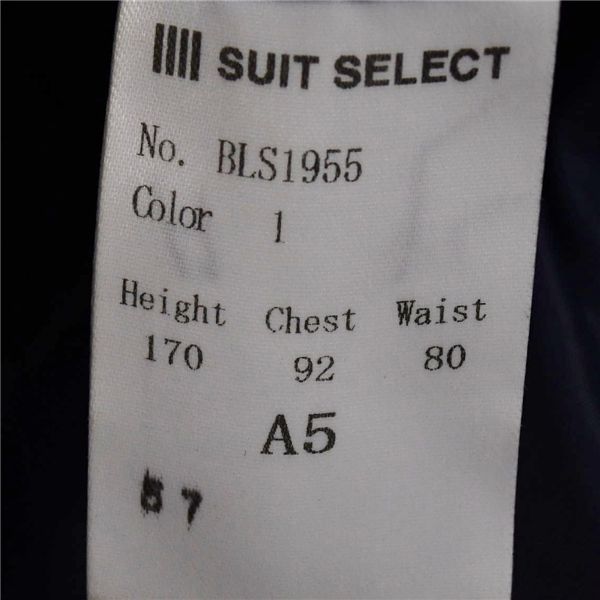 SUIT SELECT
No. BLS1955
Color 1
Height Chest Waist
170 92 80
A5
57